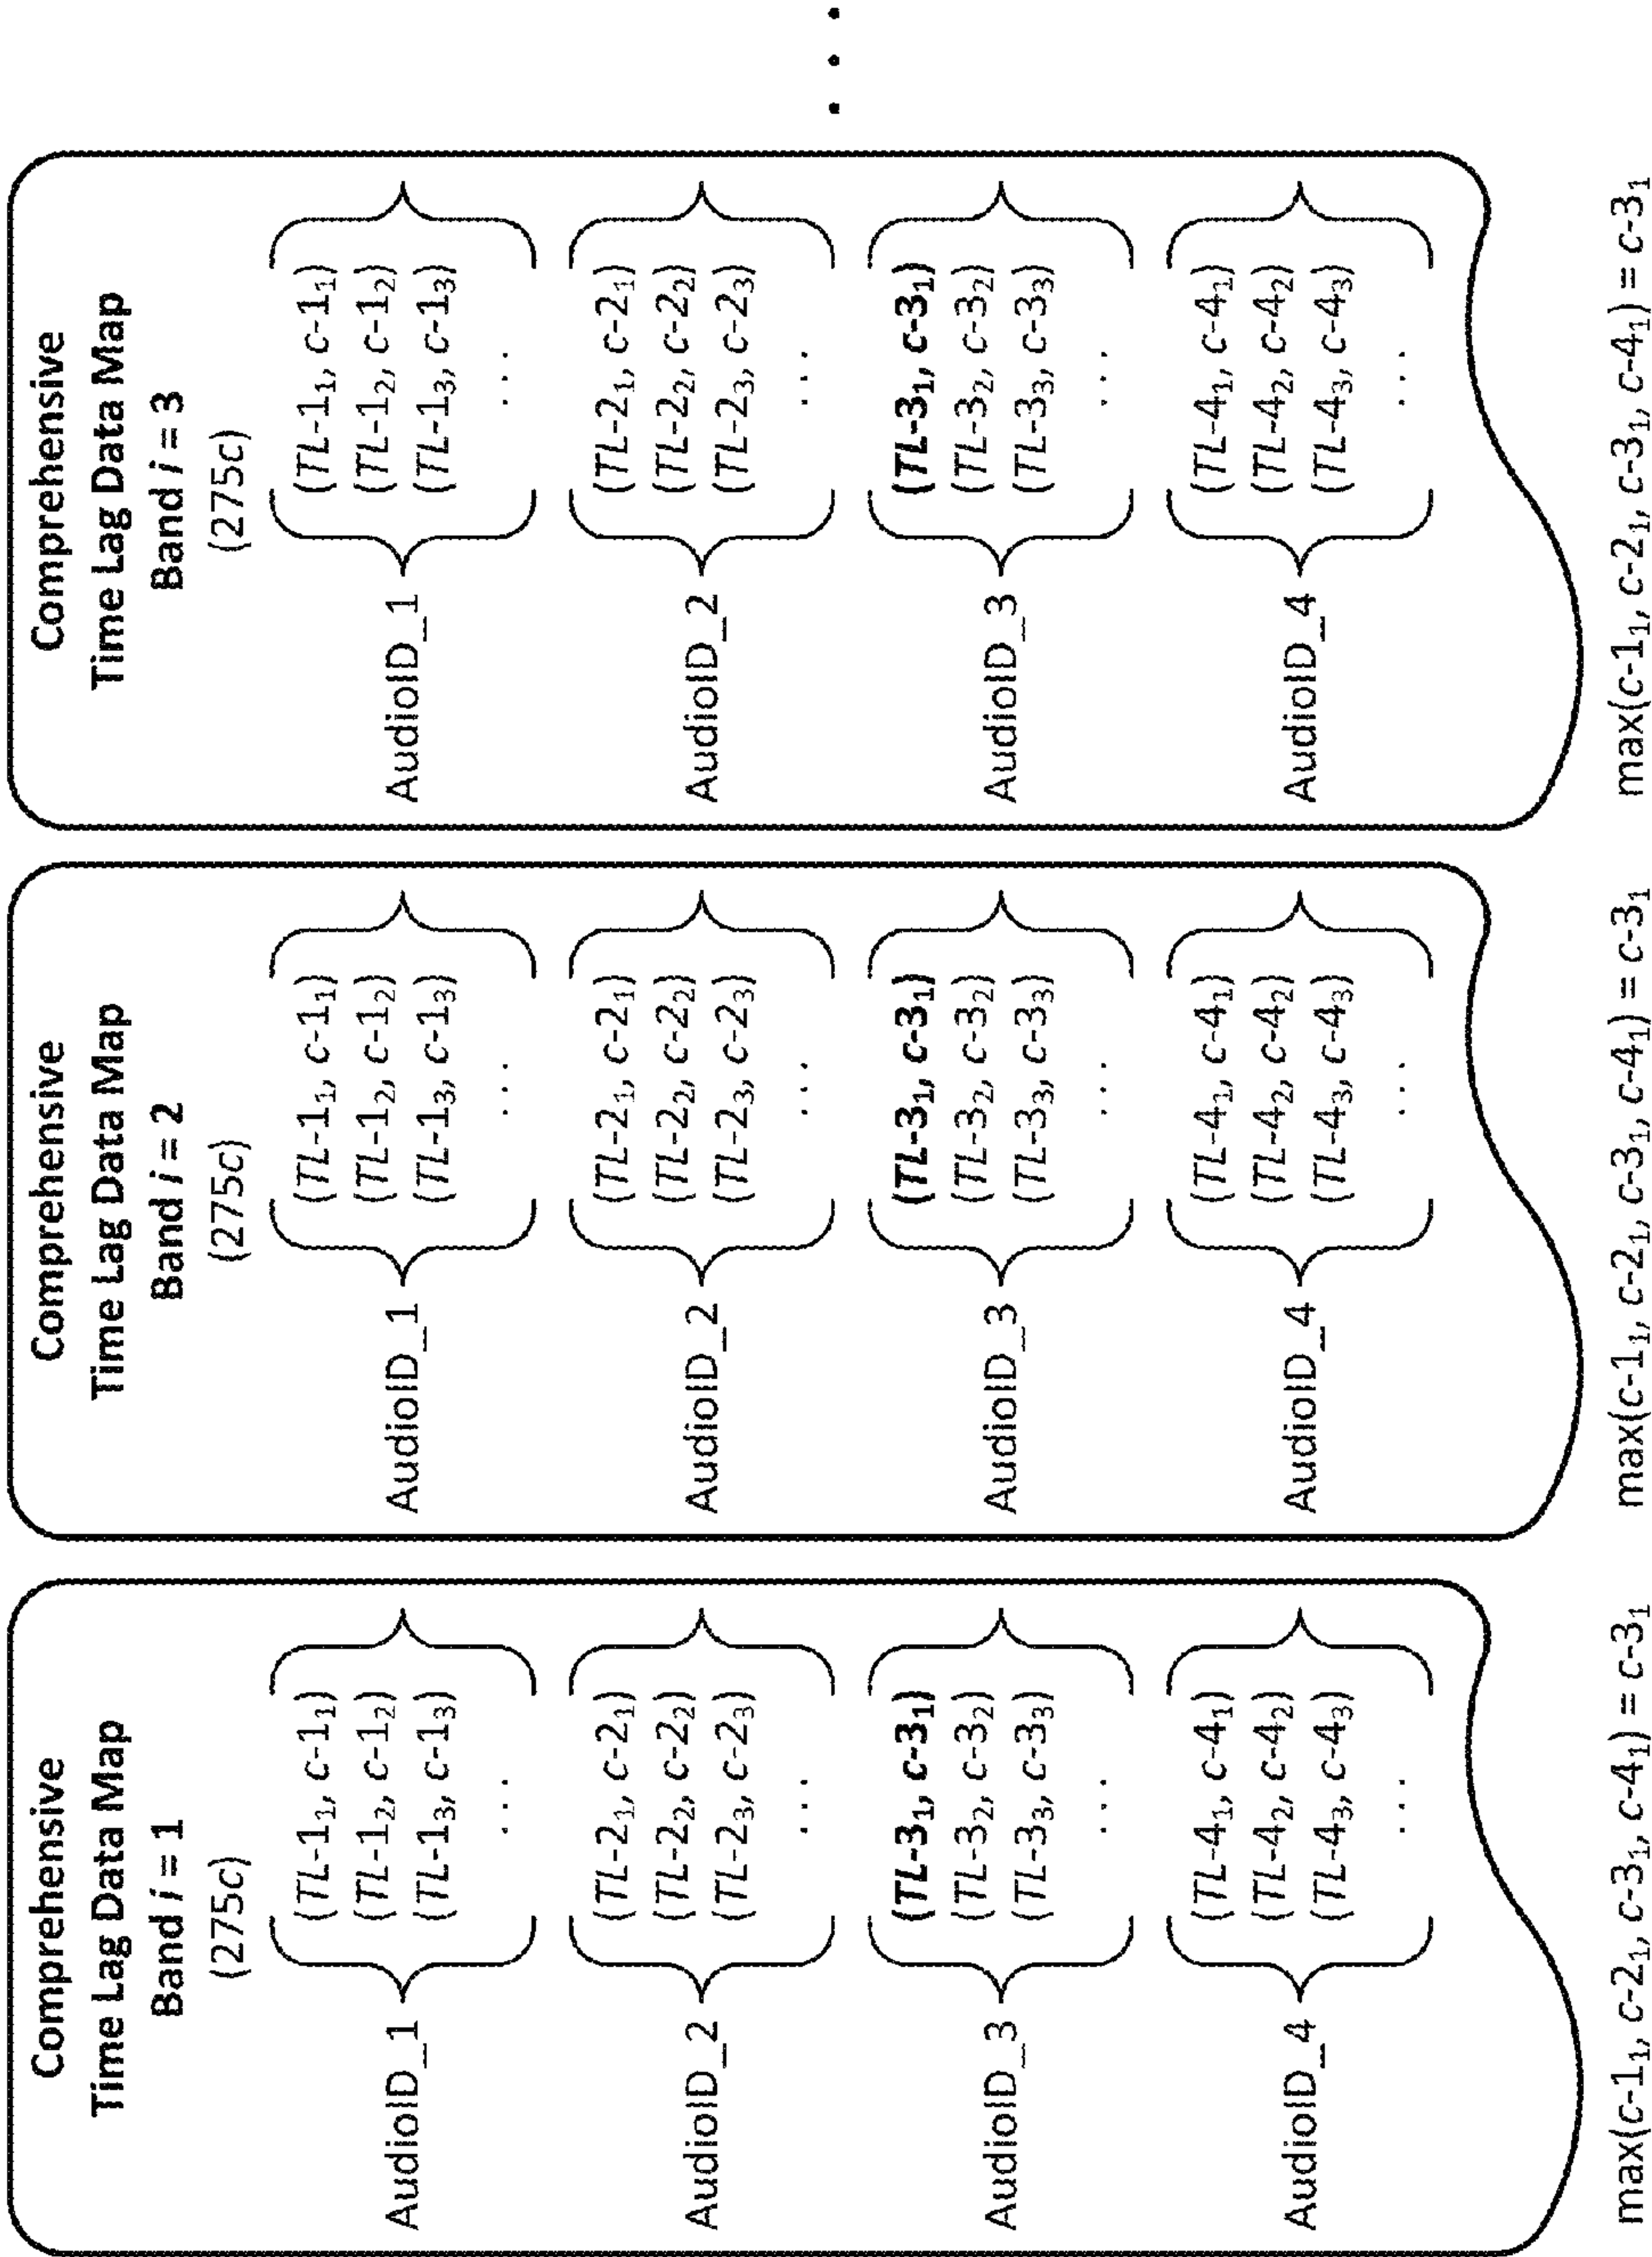 Comprehensive
Time Lag Data Map
Band i = 1
(275c)
AudioID_1
(TL-1₁, c-1₁)
(TL-1₂, c-1₂)
(TL-1₃, c-1₃)
...
AudioID_2
(TL-2₁, c-2₁)
(TL-2₂, c-2₂)
(TL-2₃, c-2₃)
...
AudioID_3
(TL-3₁, c-3₁)
(TL-3₂, c-3₂)
(TL-3₃, c-3₃)
...
AudioID_4
(TL-4₁, c-4₁)
(TL-4₂, c-4₂)
(TL-4₃, c-4₃)
...
max(c-1₁, c-2₁, c-3₁, c-4₁) = c-3₁
Comprehensive
Time Lag Data Map
Band i = 2
(275c)
AudioID_1
(TL-1₁, c-1₁)
(TL-1₂, c-1₂)
(TL-1₃, c-1₃)
...
AudioID_2
(TL-2₁, c-2₁)
(TL-2₂, c-2₂)
(TL-2₃, c-2₃)
...
AudioID_3
(TL-3₁, c-3₁)
(TL-3₂, c-3₂)
(TL-3₃, c-3₃)
...
AudioID_4
(TL-4₁, c-4₁)
(TL-4₂, c-4₂)
(TL-4₃, c-4₃)
...
max(c-1₁, c-2₁, c-3₁, c-4₁) = c-3₁
Comprehensive
Time Lag Data Map
Band i = 3
(275c)
AudioID_1
(TL-1₁, c-1₁)
(TL-1₂, c-1₂)
(TL-1₃, c-1₃)
...
AudioID_2
(TL-2₁, c-2₁)
(TL-2₂, c-2₂)
(TL-2₃, c-2₃)
...
AudioID_3
(TL-3₁, c-3₁)
(TL-3₂, c-3₂)
(TL-3₃, c-3₃)
...
AudioID_4
(TL-4₁, c-4₁)
(TL-4₂, c-4₂)
(TL-4₃, c-4₃)
...
max(c-1₁, c-2₁, c-3₁, c-4₁) = c-3₁
...